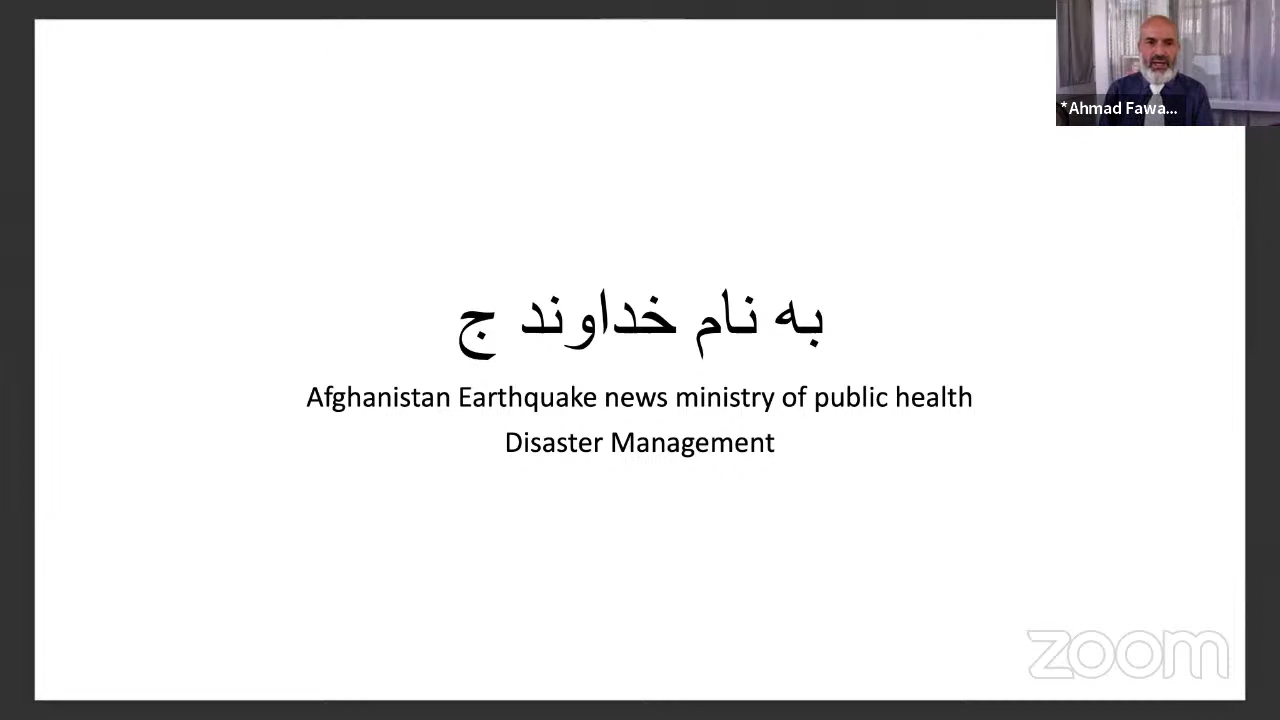 *Ahmad Fawa...
به نام خداوند ج
Afghanistan Earthquake news ministry of public health
Disaster Management
zoom